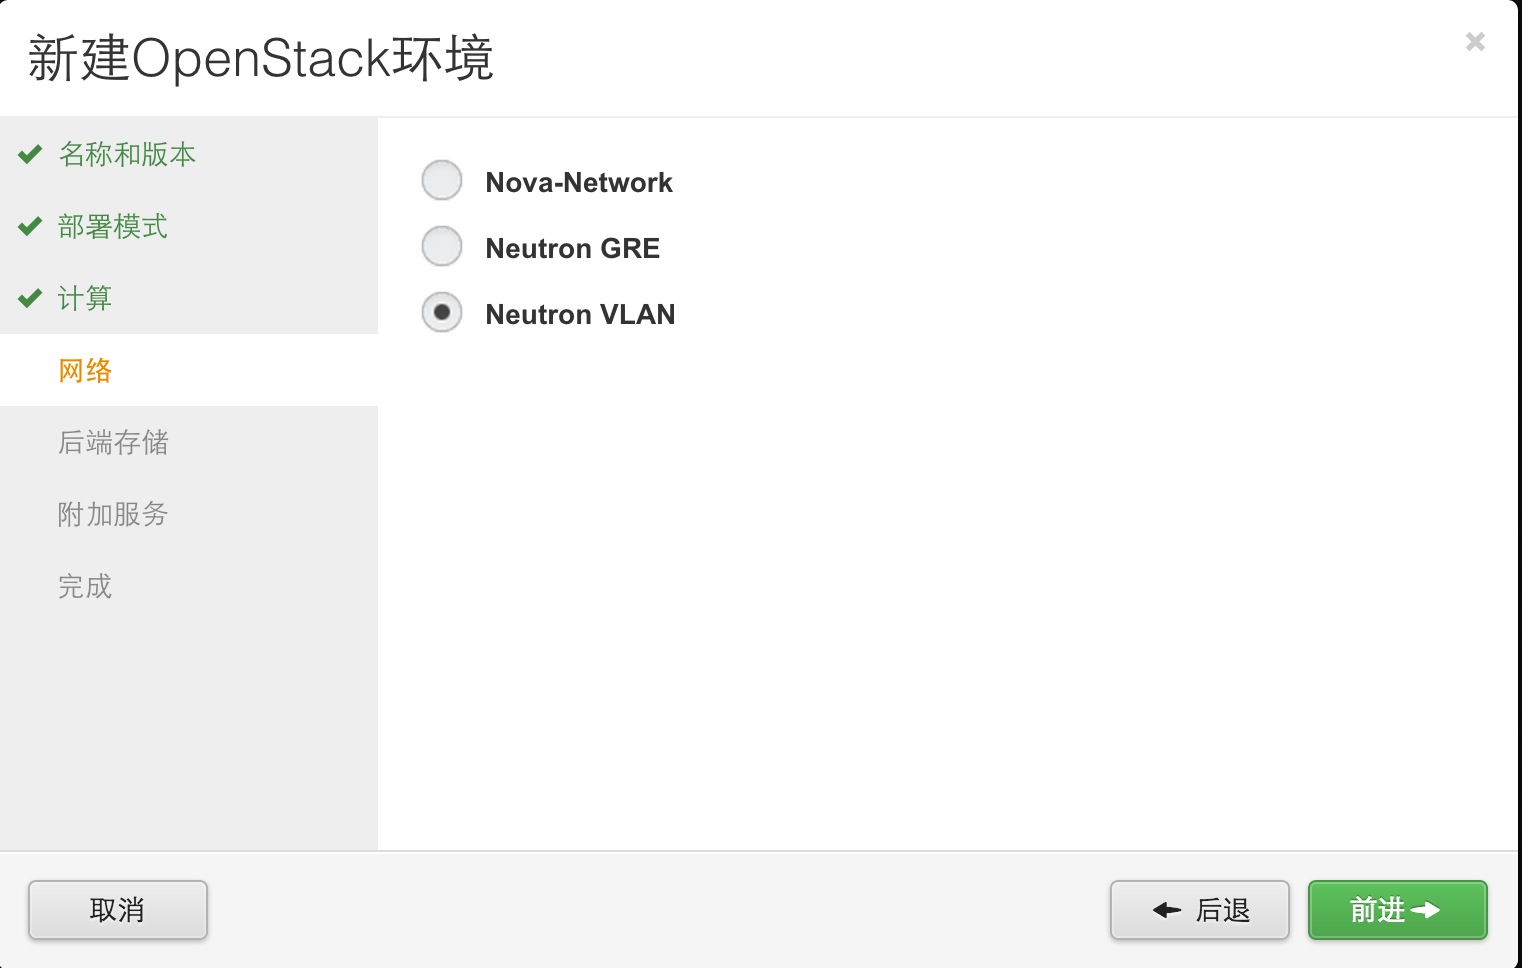 新建OpenStack环境
名称和版本
部署模式
计算
网络
后端存储
附加服务
完成
Nova-Network
Neutron GRE
Neutron VLAN
取消
后退
前进